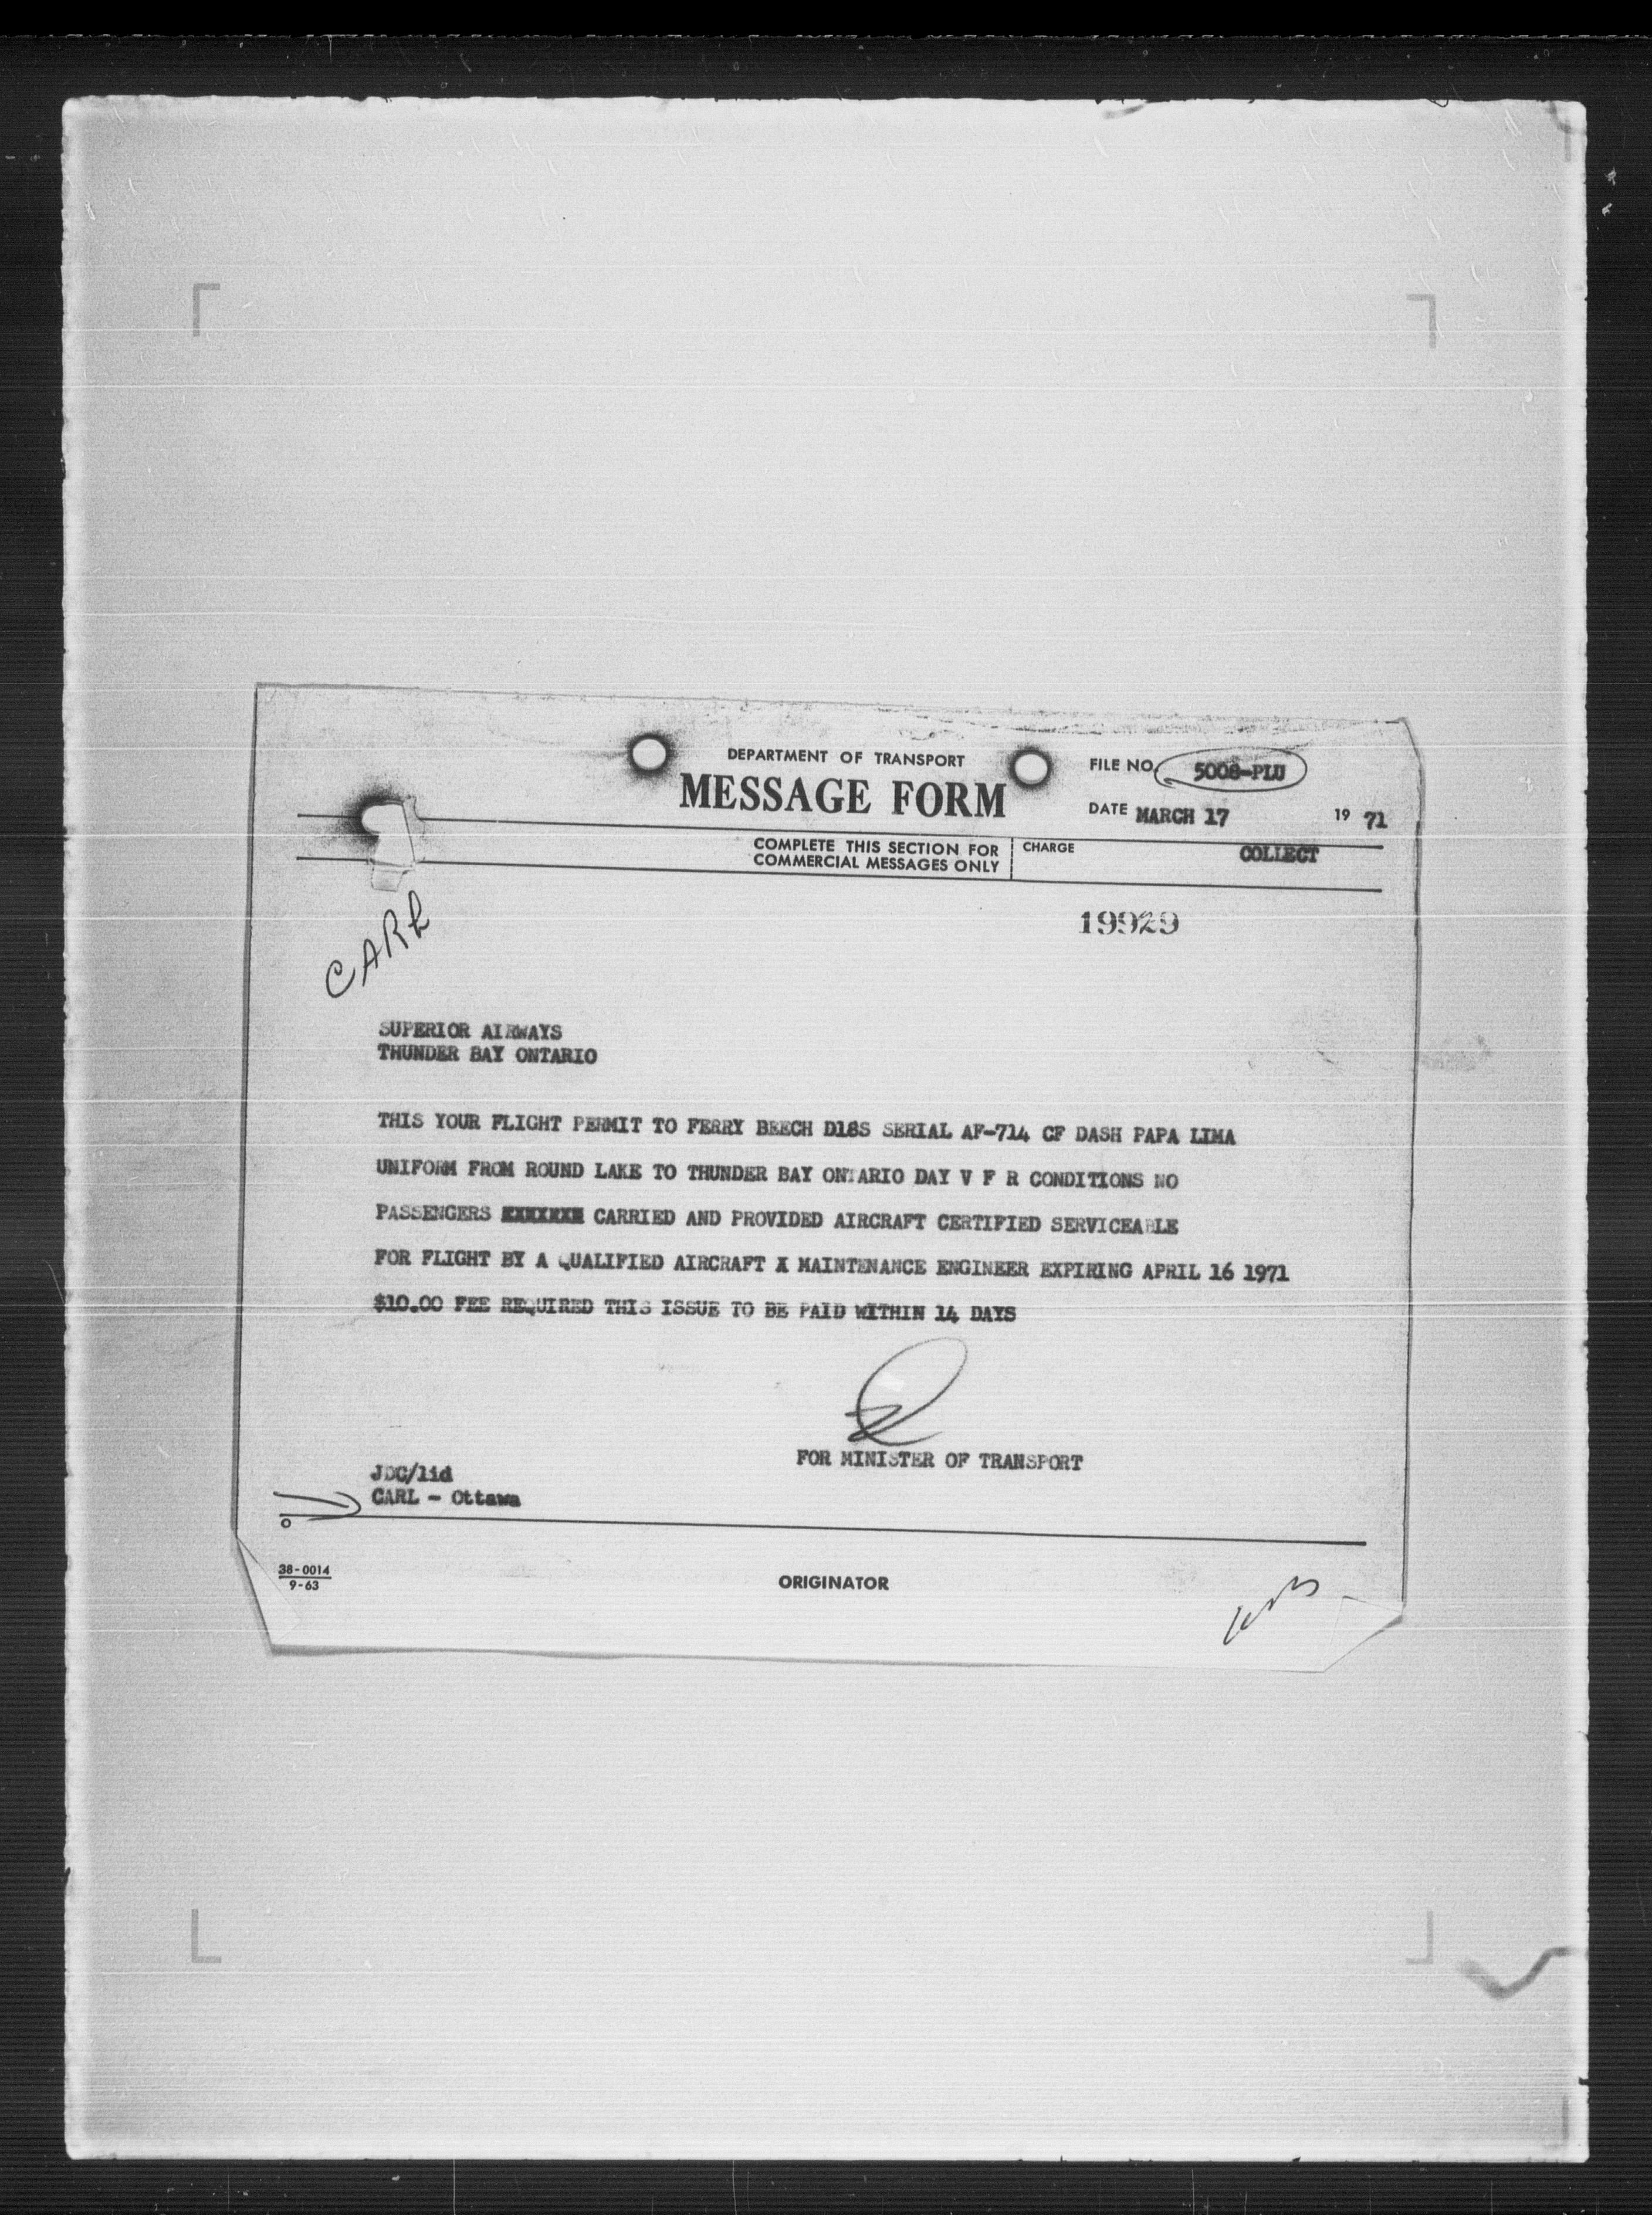 DEPARTMENT OF TRANSPORT
MESSAGE FORM
FILE NO. 5008-PLU
DATE MARCH 17 19 71
COMPLETE THIS SECTION FOR
COMMERCIAL MESSAGES ONLY
CHARGE COLLECT
19929
CARL
SUPERIOR AIRWAYS
THUNDER BAY ONTARIO
THIS YOUR FLIGHT PERMIT TO FERRY BEECH D18S SERIAL AF-714 CF DASH PAPA LIMA
UNIFORM FROM ROUND LAKE TO THUNDER BAY ONTARIO DAY V F R CONDITIONS NO
PASSENGERS CARRIED AND PROVIDED AIRCRAFT CERTIFIED SERVICEABLE
FOR FLIGHT BY A QUALIFIED AIRCRAFT X MAINTENANCE ENGINEER EXPIRING APRIL 16 1971
$10.00 FEE REQUIRED THIS ISSUE TO BE PAID WITHIN 14 DAYS
FOR MINISTER OF TRANSPORT
JDC/lid
CARL - Ottawa
38-0014
9-63
ORIGINATOR